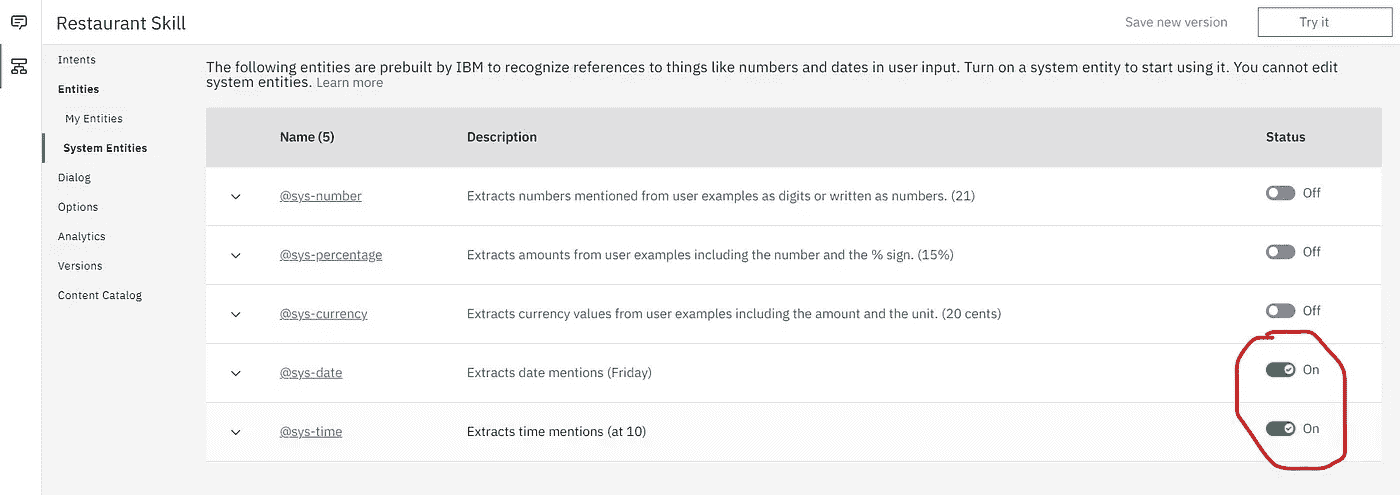 Restaurant Skill
Save new version
Try it
Intents
Entities
My Entities
System Entities
Dialog
Options
Analytics
Versions
Content Catalog
The following entities are prebuilt by IBM to recognize references to things like numbers and dates in user input. Turn on a system entity to start using it. You cannot edit
system entities. Learn more
Name (5) Description Status
@sys-number Extracts numbers mentioned from user examples as digits or written as numbers. (21) Off
@sys-percentage Extracts amounts from user examples including the number and the % sign. (15%) Off
@sys-currency Extracts currency values from user examples including the amount and the unit. (20 cents) Off
@sys-date Extracts date mentions (Friday) On
@sys-time Extracts time mentions (at 10) On